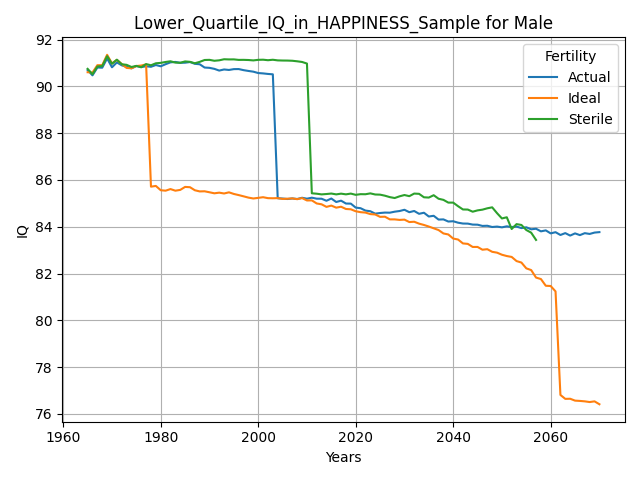 Lower_Quartile_IQ_in_HAPPINESS_Sample for Male
92
90
88
86
84
82
80
78
76
IQ
Fertility
Actual
Ideal
Sterile
1960
1980
2000
2020
2040
2060
Years